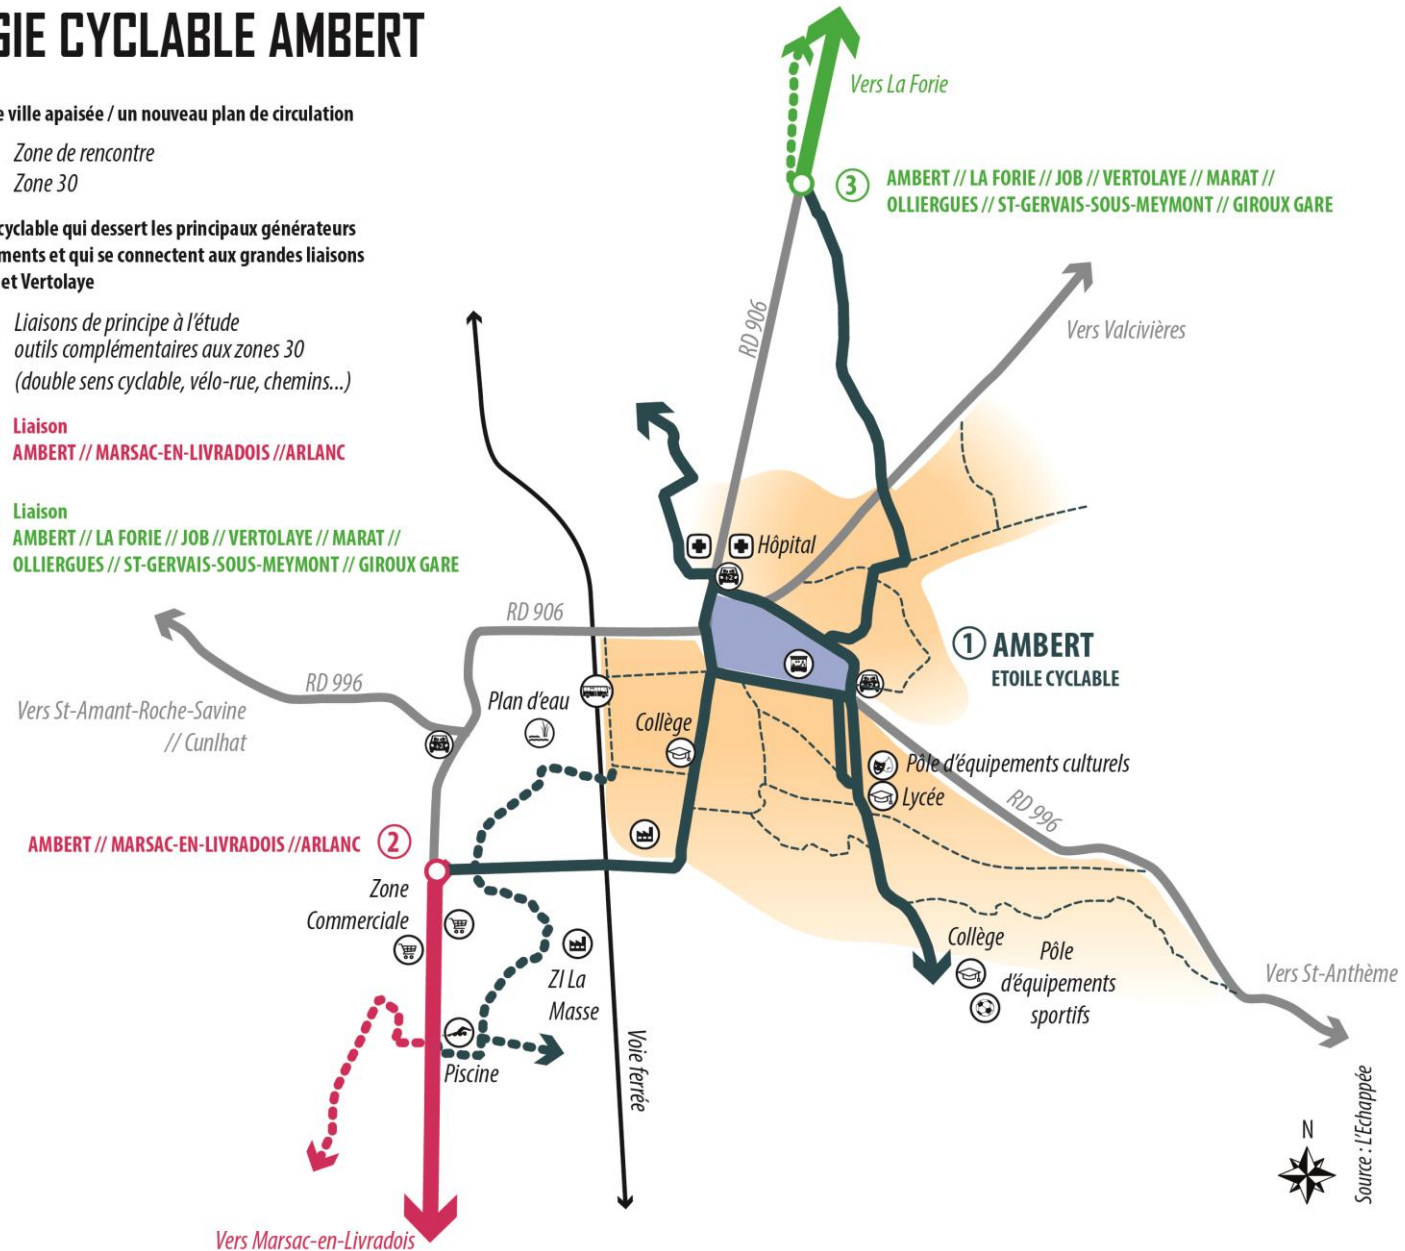 GIE CYCLABLE AMBERT
e ville apaisée / un nouveau plan de circulation
Zone de rencontre
Zone 30
cyclable qui dessert les principaux générateurs
ments et qui se connectent aux grandes liaisons
et Vertolaye
Liaisons de principe à l'étude
outils complémentaires aux zones 30
(double sens cyclable, vélo-rue, chemins...)
Liaison
AMBERT // MARSAC-EN-LIVRADOIS //ARLANC
Liaison
AMBERT // LA FORIE // JOB // VERTOLAYE // MARAT //
OLLIERGUES // ST-GERVAIS-SOUS-MEYMONT // GIROUX GARE
Vers La Forie
3
AMBERT // LA FORIE // JOB // VERTOLAYE // MARAT //
OLLIERGUES // ST-GERVAIS-SOUS-MEYMONT // GIROUX GARE
RD 906
Vers Valcivières
Hôpital
RD 906
1 AMBERT
ETOILE CYCLABLE
RD 996
Vers St-Amant-Roche-Savine
// Cunlhat
Plan d'eau
Collège
Pôle d'équipements culturels
Lycée
RD 996
AMBERT // MARSAC-EN-LIVRADOIS //ARLANC 2
Zone
Commerciale
ZI La
Masse
Collège
Pôle
d'équipements
sportifs
Vers St-Anthème
Piscine
Voie ferrée
N
Source : L'Echappée
Vers Marsac-en-Livradois